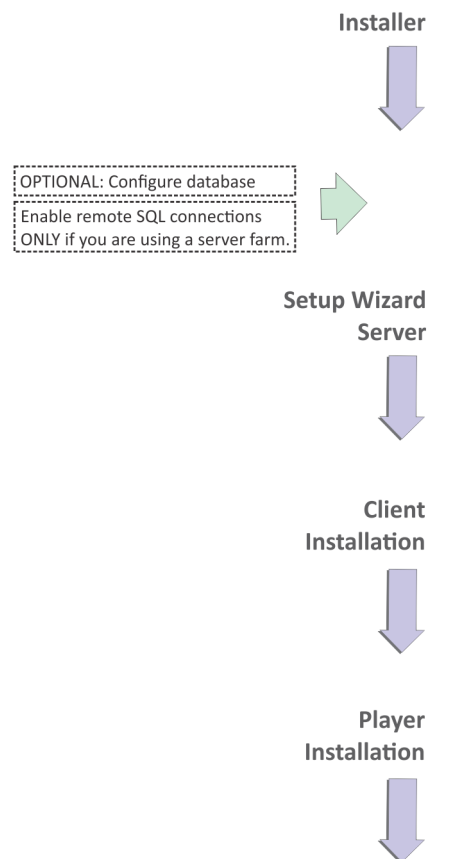 Installer
OPTIONAL: Configure database
Enable remote SQL connections
ONLY if you are using a server farm.
Setup Wizard
Server
Client
Installation
Player
Installation